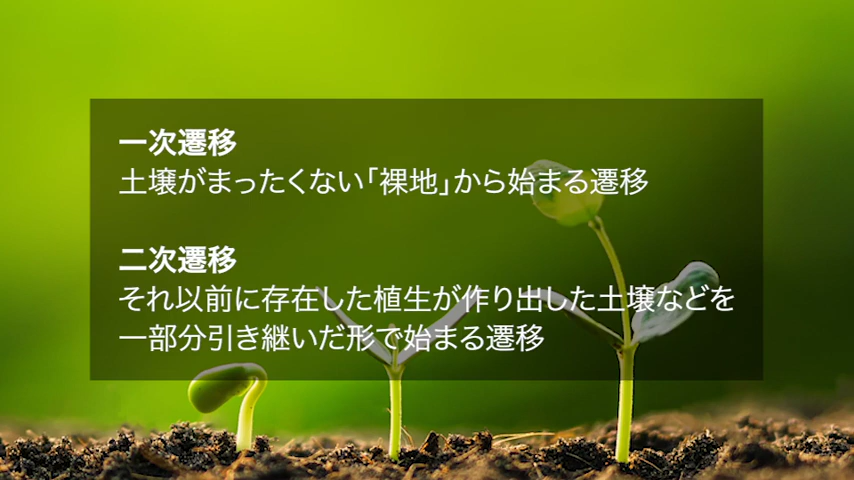 一次遷移
土壌がまったくない「裸地」から始まる遷移
二次遷移
それ以前に存在した植生が作り出した土壌などを
一部分引き継いだ形で始まる遷移